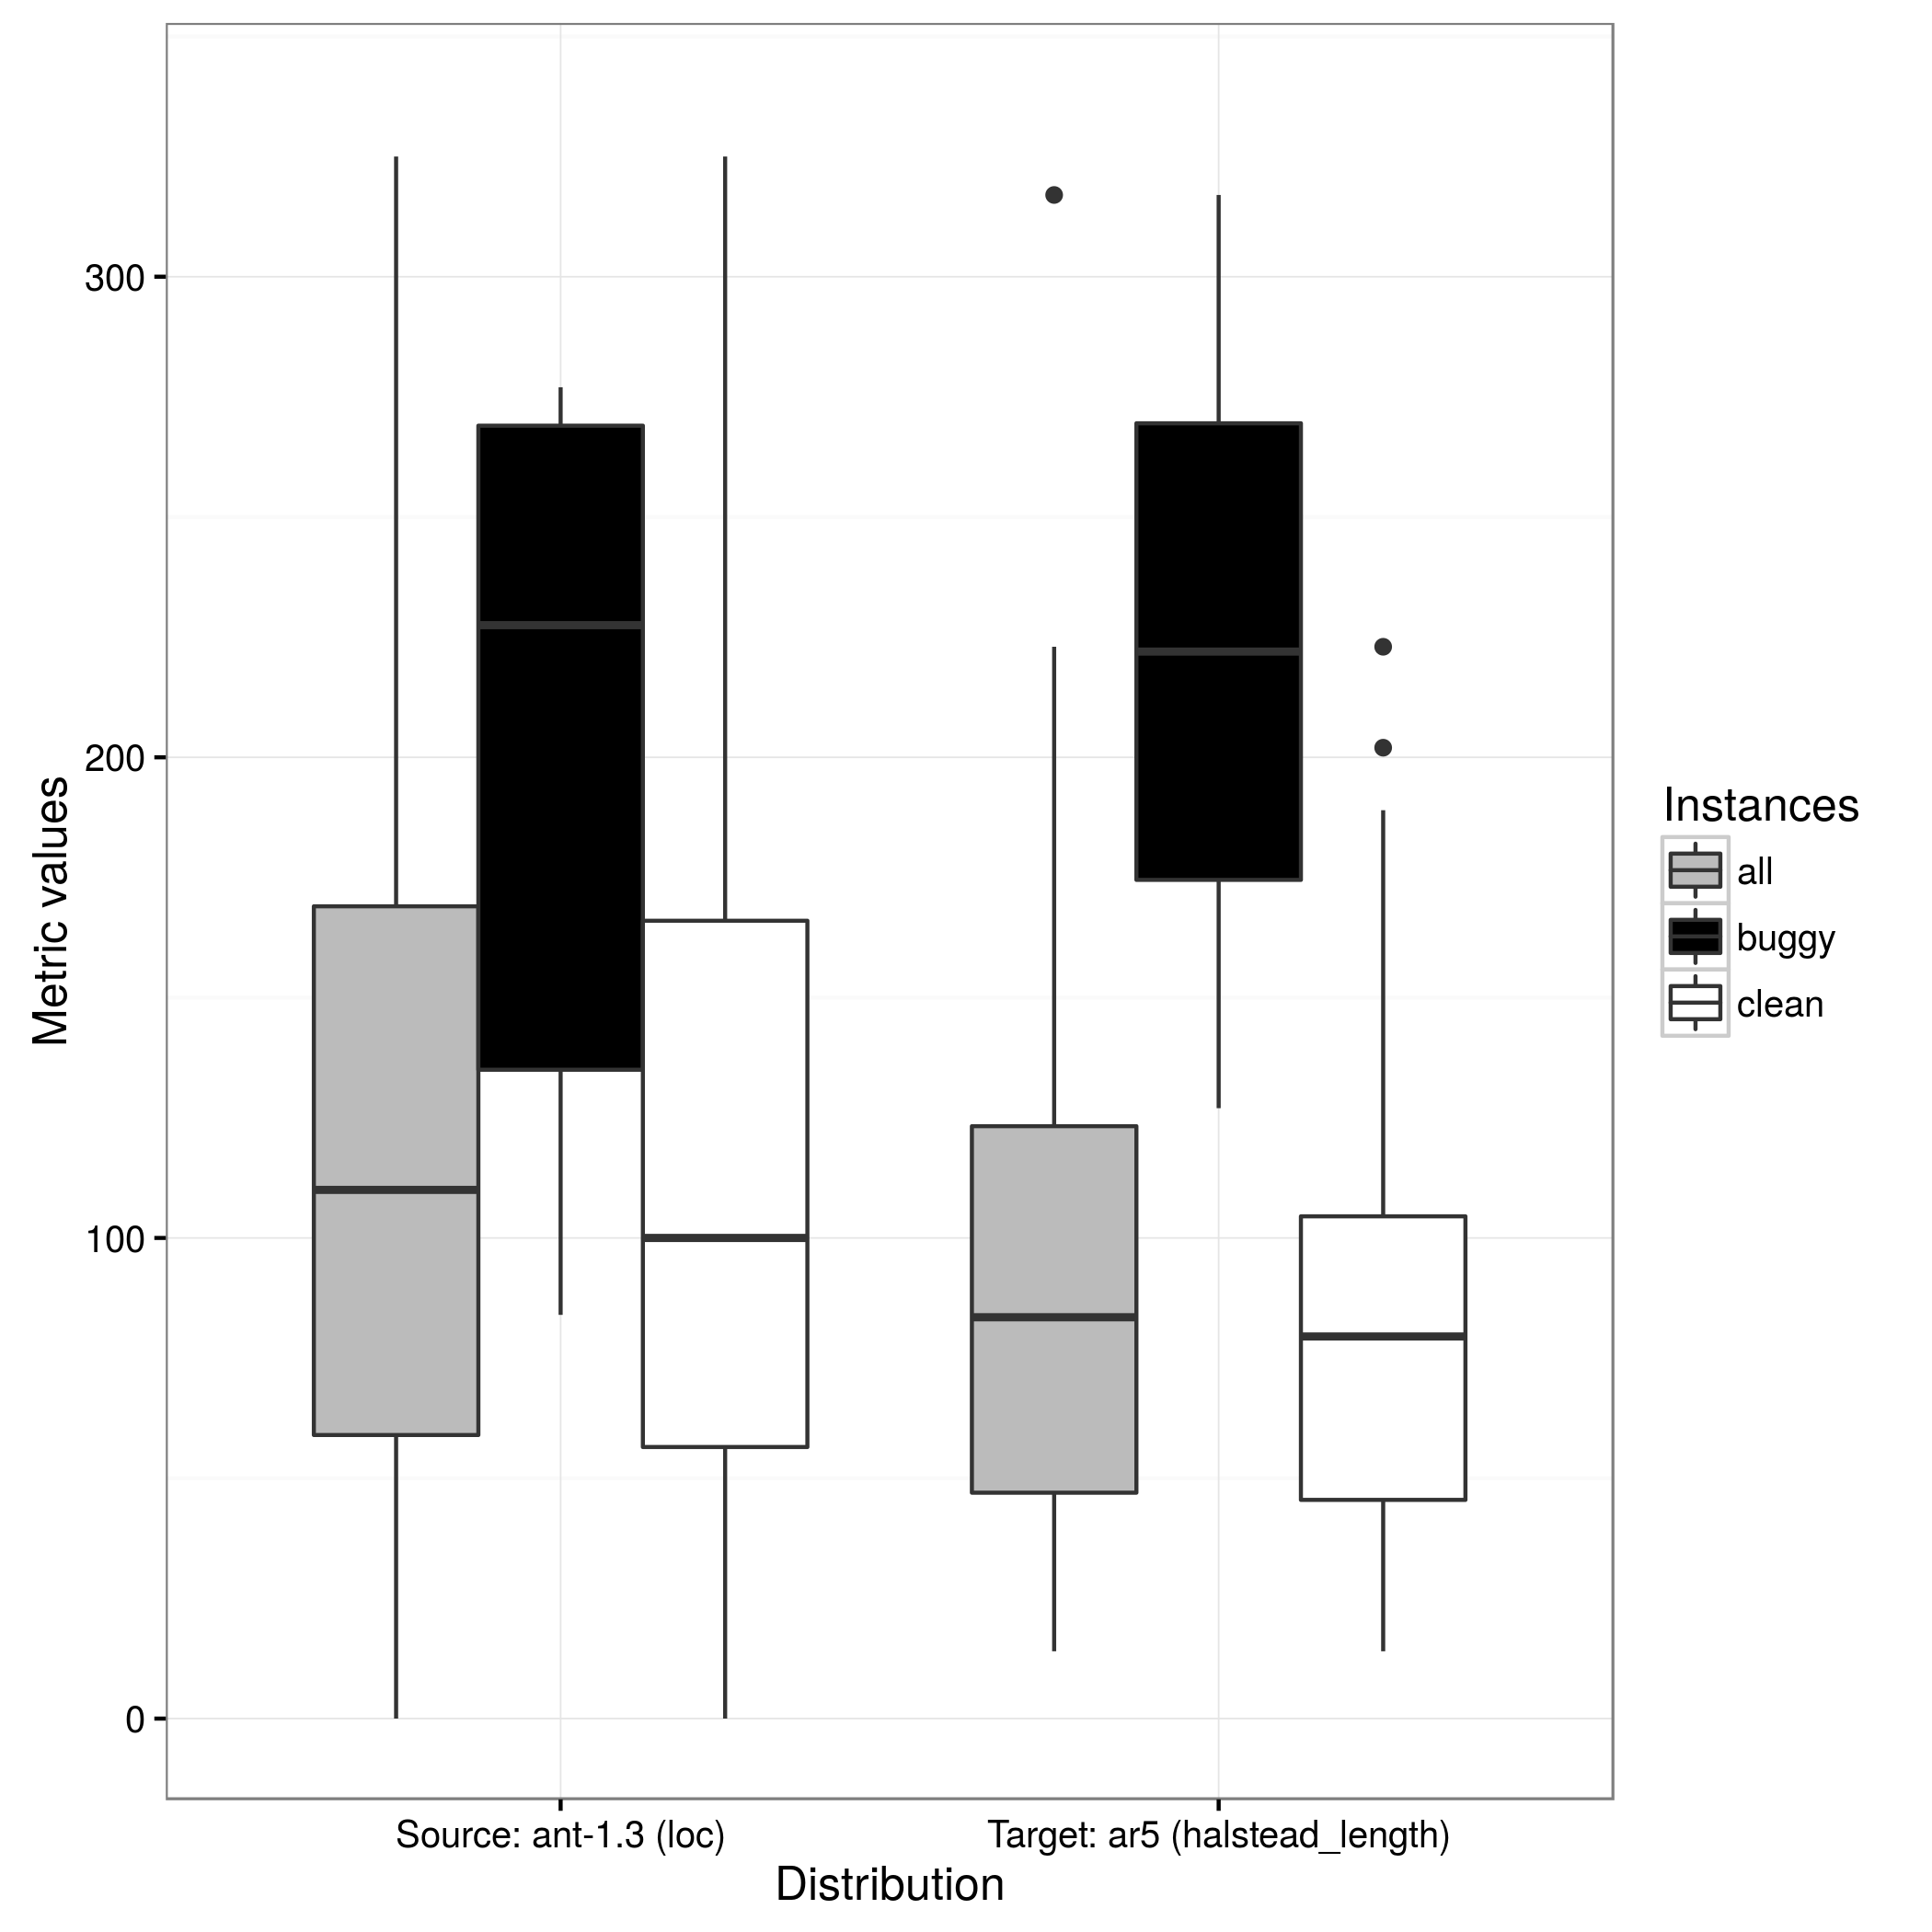 300
200
100
0
Metric values
Source: ant-1.3 (loc)
Target: ar5 (halstead_length)
Distribution
Instances
all
buggy
clean